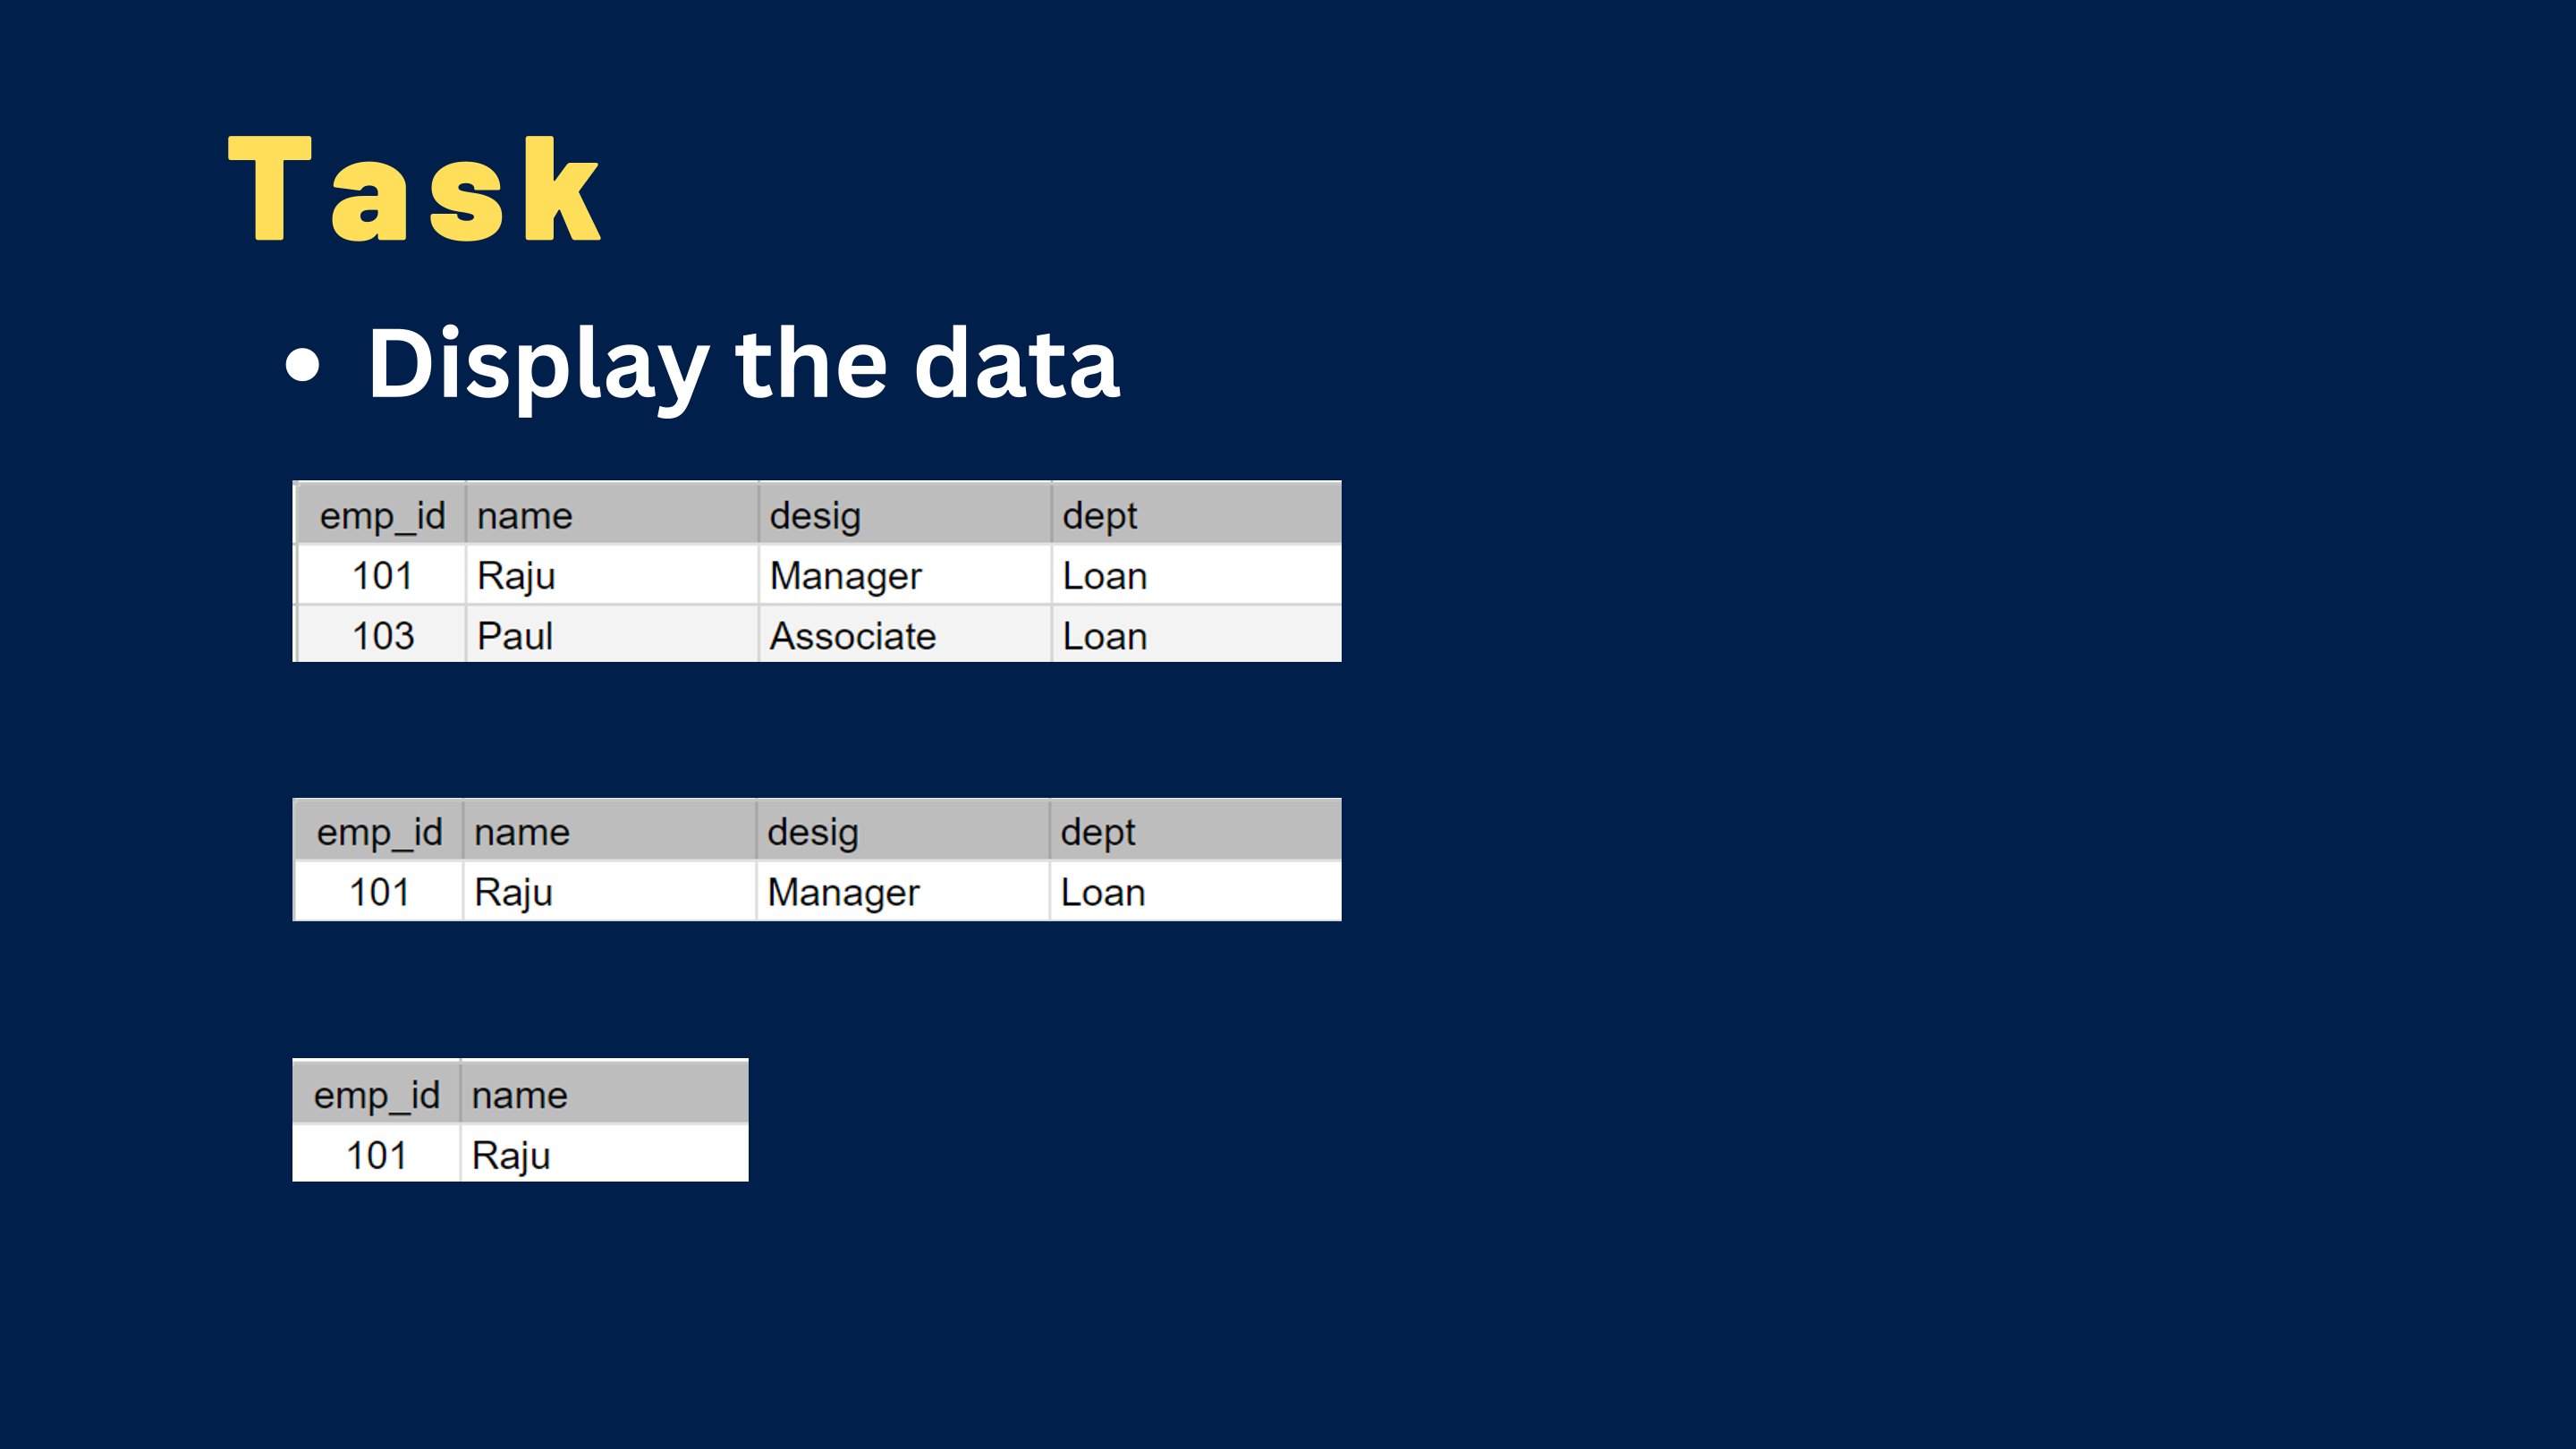 Task
• Display the data
emp_id name desig dept
101 Raju Manager Loan
103 Paul Associate Loan
emp_id name desig dept
101 Raju Manager Loan
emp_id name
101 Raju